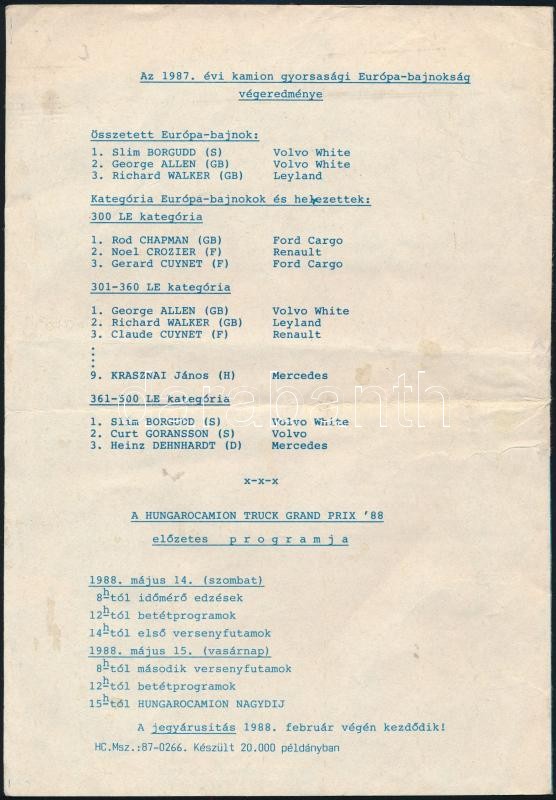 Az 1987. évi kamion gyorsasági Európa-bajnokság
végeredménye
Összetett Európa-bajnok:
1. Slim BORGUDD (S) Volvo White
2. George ALLEN (GB) Volvo White
3. Richard WALKER (GB) Leyland
Kategória Európa-bajnokok és helyezettek:
300 LE kategória
1. Rod CHAPMAN (GB) Ford Cargo
2. Noel CROZIER (F) Renault
3. Gerard CUYNET (F) Ford Cargo
301-360 LE kategória
1. George ALLEN (GB) Volvo White
2. Richard WALKER (GB) Leyland
3. Claude CUYNET (F) Renault
9. KRASZNAI János (H) Mercedes
361-500 LE kategória
1. Slim BORGUDD (S) Volvo White
2. Curt GORANSSON (S) Volvo
3. Heinz DEHNHARDT (D) Mercedes
x-x-x
A HUNGAROCAMION TRUCK GRAND PRIX '88
előzetes programja
1988. május 14. (szombat)
8h-tól időmérő edzések
12h-tól betétprogramok
14h-tól első versenyfutamok
1988. május 15. (vasárnap)
8h-tól második versenyfutamok
12h-tól betétprogramok
15h-tól HUNGAROCAMION NAGYDIJ
A jegyárusitás 1988. február végén kezdődik!
HC.Msz.:87-0266. Készült 20.000 példányban
darabanth